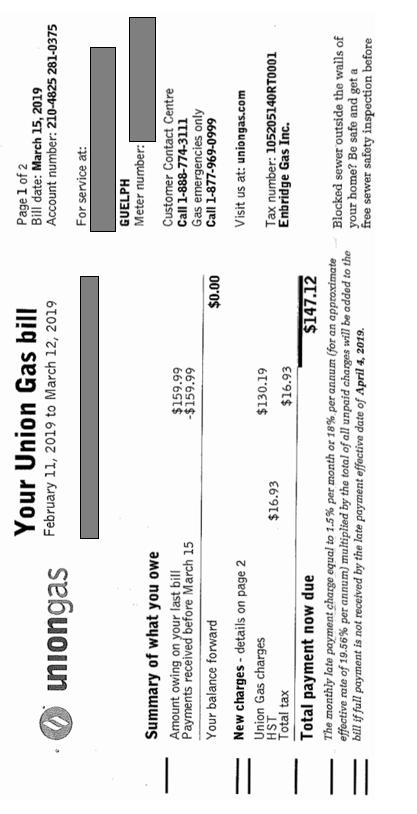 uniongas
Your Union Gas bill
February 11, 2019 to March 12, 2019
Page 1 of 2
Bill date: March 15, 2019
Account number: 210-4825 281-0375
For service at:
GUELPH
Meter number:
Customer Contact Centre
Call 1-888-774-3111
Gas emergencies only
Call 1-877-969-0999
Visit us at: uniongas.com
Tax number: 105205140RT0001
Enbridge Gas Inc.
Summary of what you owe
Amount owing on your last bill $159.99
Payments received before March 15 -$159.99
Your balance forward $0.00
New charges - details on page 2
Union Gas charges $130.19
HST $16.93
Total tax $16.93
Total payment now due $147.12
The monthly late payment charge equal to 1.5% per month or 18% per annum (for an approximate
effective rate of 19.56% per annum) multiplied by the total of all unpaid charges will be added to the
bill if full payment is not received by the late payment effective date of April 4, 2019.
Blocked sewer outside the walls of
your home? Be safe and get a
free sewer safety inspection before